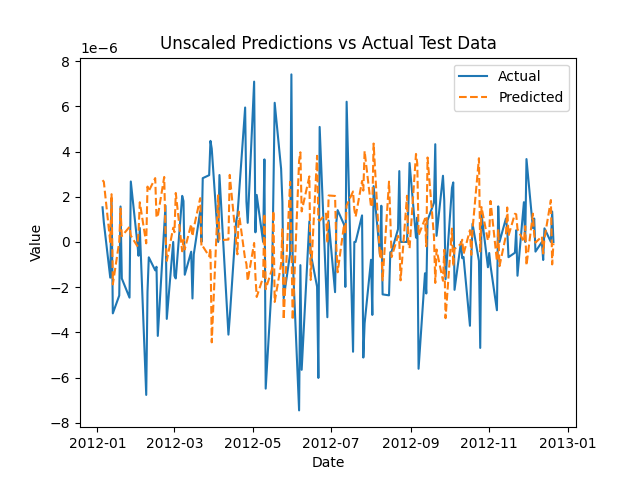 Unscaled Predictions vs Actual Test Data
1e−6
Actual
Predicted
8
6
4
2
0
−2
−4
−6
−8
Value
2012-01 2012-03 2012-05 2012-07 2012-09 2012-11 2013-01
Date